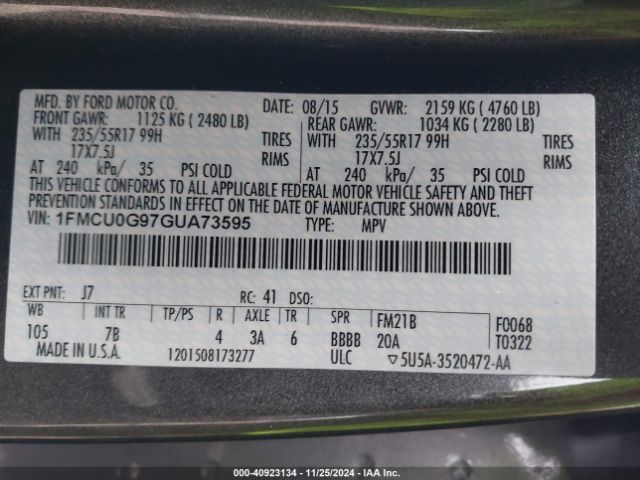 MFD. BY FORD MOTOR CO. DATE: 08/15 GVWR: 2159 KG ( 4760 LB)
FRONT GAWR: 1125 KG ( 2480 LB) REAR GAWR: 1034 KG ( 2280 LB)
WITH 235/55R17 99H TIRES WITH 235/55R17 99H TIRES
17X7.5J RIMS 17X7.5J RIMS
AT 240 kPa/ 35 PSI COLD AT 240 kPa/ 35 PSI COLD
THIS VEHICLE CONFORMS TO ALL APPLICABLE FEDERAL MOTOR VEHICLE SAFETY AND THEFT
PREVENTION STANDARDS IN EFFECT ON THE DATE OF MANUFACTURE SHOWN ABOVE.
VIN: 1FMCU0G97GUA73595 TYPE: MPV
EXT PNT: J7 RC: 41 DSO:
WB INT TR TP/PS R AXLE TR SPR FM21B F0068
105 7B 4 3A 6 BBBB 20A T0322
MADE IN U.S.A. 1201508173277 ULC ▽5U5A-3520472-AA
000-40923134 - 11/25/2024 - IAA Inc.